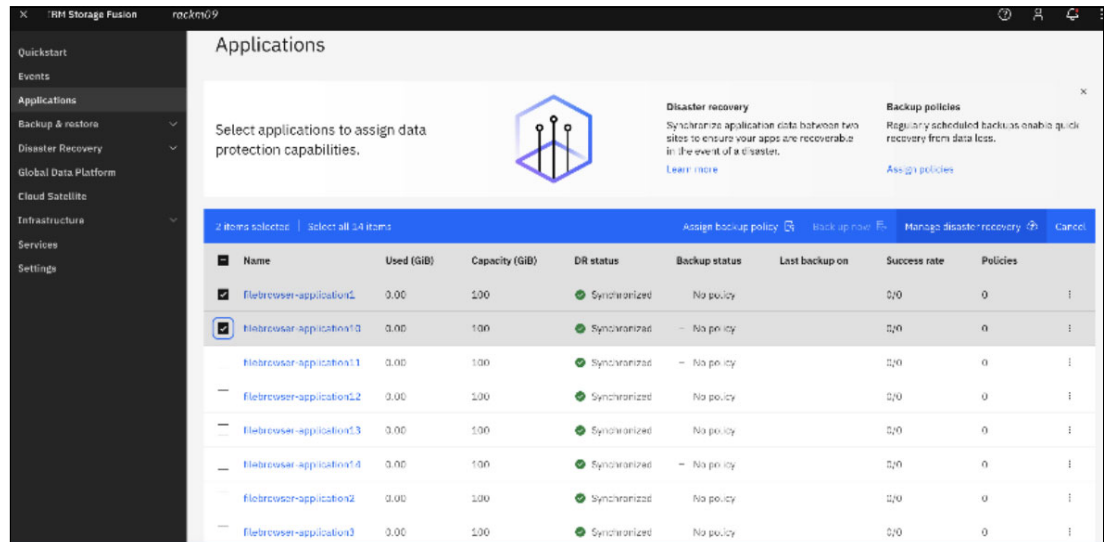 IBM Storage Fusion rackm09
Quickstart
Events
Applications
Backup & restore
Disaster Recovery
Global Data Platform
Cloud Satellite
Infrastructure
Services
Settings
Applications
Select applications to assign data
protection capabilities.
Disaster recovery
Synchronize application data between two
sites to ensure your apps are recoverable
in the event of a disaster.
Learn more
Backup policies
Regularly scheduled backups enable quick
recovery from data loss.
Assign policies
2 items selected | Select all 14 items Assign backup policy Back up now Manage disaster recovery Cancel
Name Used (GiB) Capacity (GiB) DR status Backup status Last backup on Success rate Policies
filebrowser-application1 0.00 100 Synchronized No policy 0/0 0
filebrowser-application10 0.00 100 Synchronized – No policy 0/0 0
filebrowser-application11 0.00 100 Synchronized – No policy 0/0 0
filebrowser-application12 0.00 100 Synchronized No policy 0/0 0
filebrowser-application13 0.00 100 Synchronized No policy 0/0 0
filebrowser-application14 0.00 100 Synchronized – No policy 0/0 0
filebrowser-application2 0.00 100 Synchronized No policy 0/0 0
filebrowser-application3 0.00 100 Synchronized No policy 0/0 0